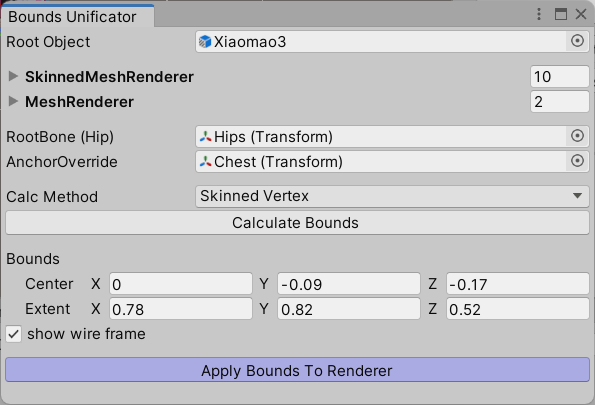 Bounds Unificator
Root Object Xiaomao3
SkinnedMeshRenderer 10
MeshRenderer 2
RootBone (Hip) Hips (Transform)
AnchorOverride Chest (Transform)
Calc Method Skinned Vertex
Calculate Bounds
Bounds
Center X 0 Y -0.09 Z -0.17
Extent X 0.78 Y 0.82 Z 0.52
show wire frame
Apply Bounds To Renderer